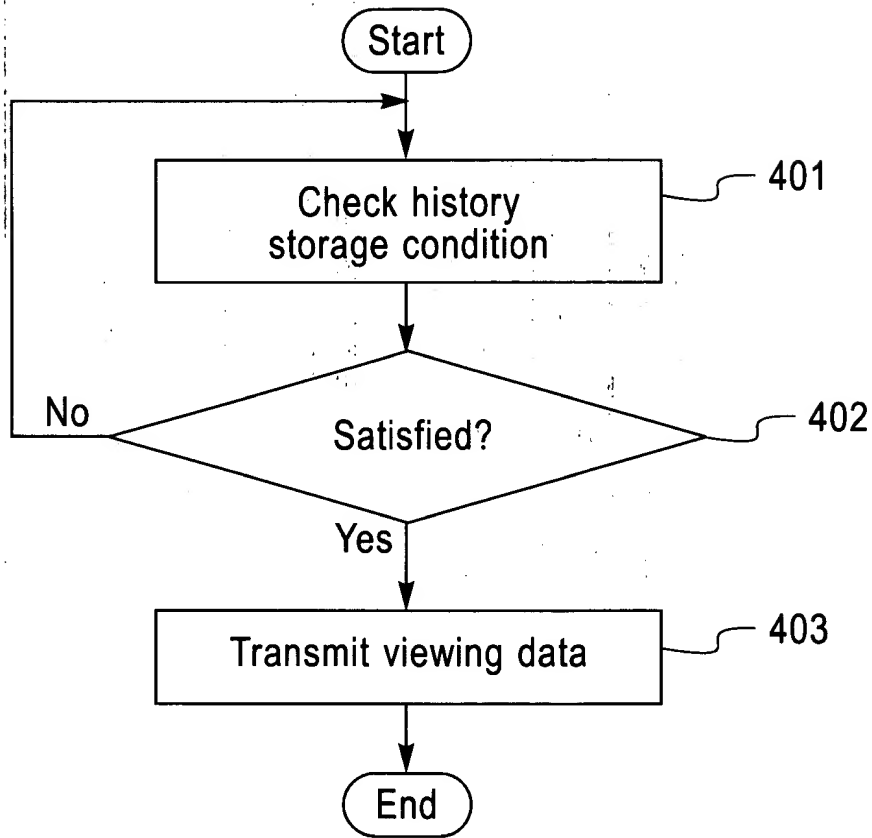 Start
Check history
storage condition
401
Satisfied?
402
No
Yes
Transmit viewing data
403
End